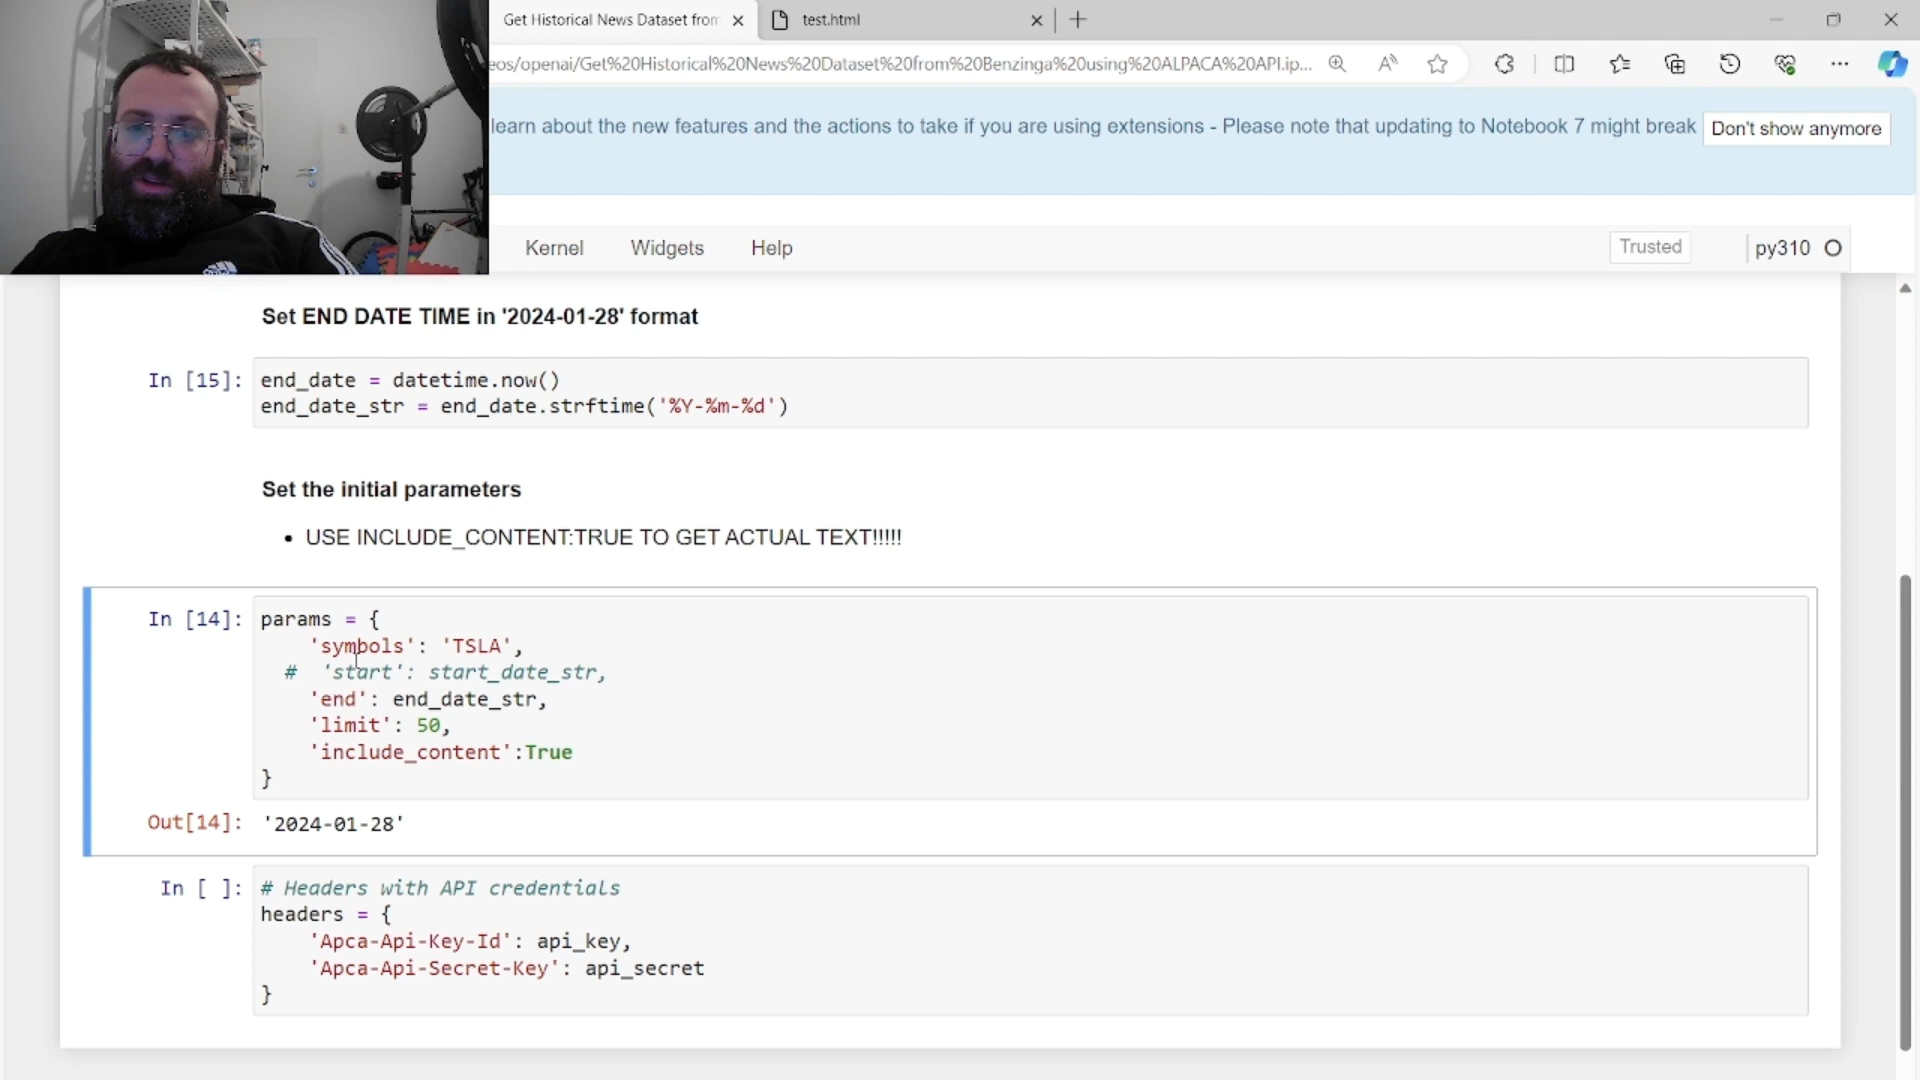 Get Historical News Dataset from
test.html
eos/openai/Get%20Historical%20News%20Dataset%20from%20Benzinga%20using%20ALPACA%20API.ip...
learn about the new features and the actions to take if you are using extensions - Please note that updating to Notebook 7 might break
Don't show anymore
Kernel Widgets Help Trusted py310
Set END DATE TIME in '2024-01-28' format
In [15]: end_date = datetime.now()
end_date_str = end_date.strftime('%Y-%m-%d')
Set the initial parameters
• USE INCLUDE_CONTENT:TRUE TO GET ACTUAL TEXT!!!!!
In [14]: params = {
'symbols': 'TSLA',
# 'start': start_date_str,
'end': end_date_str,
'limit': 50,
'include_content':True
}
Out[14]: '2024-01-28'
In [ ]: # Headers with API credentials
headers = {
'Apca-Api-Key-Id': api_key,
'Apca-Api-Secret-Key': api_secret
}